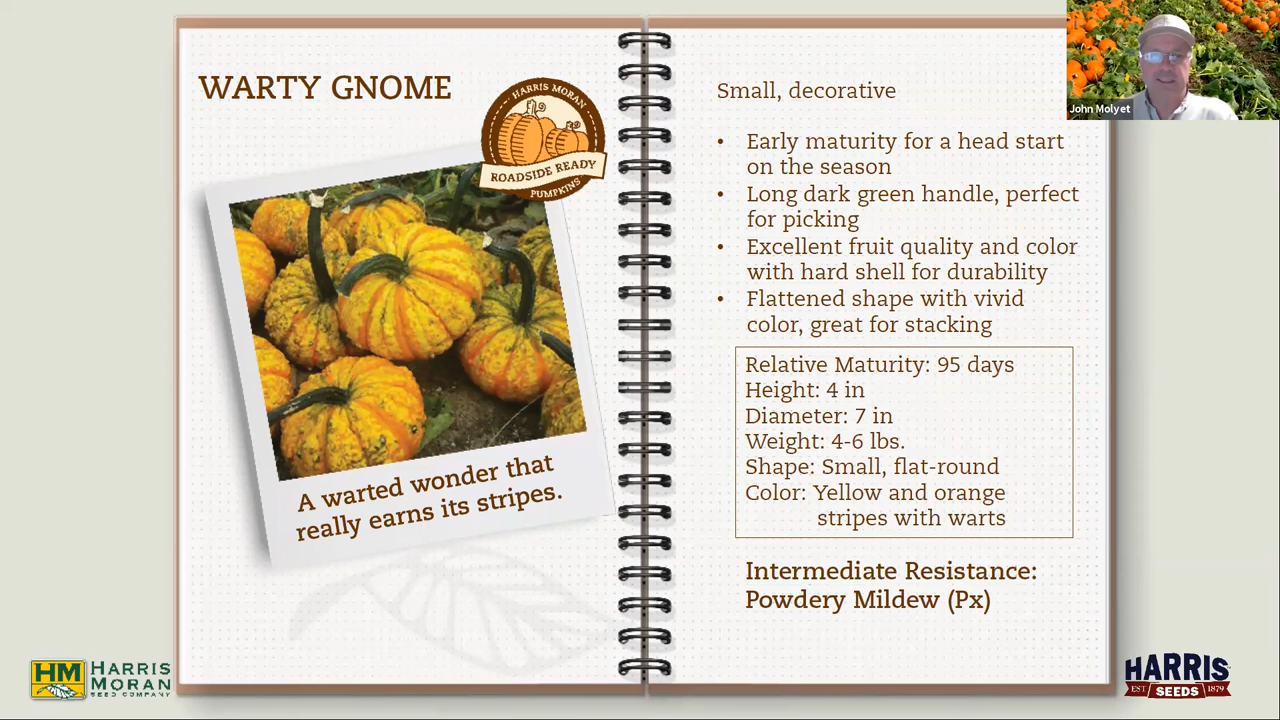 WARTY GNOME
HARRIS MORAN
ROADSIDE READY
PUMPKINS
A warted wonder that
really earns its stripes.
Small, decorative
• Early maturity for a head start
on the season
• Long dark green handle, perfect
for picking
• Excellent fruit quality and color
with hard shell for durability
• Flattened shape with vivid
color, great for stacking
Relative Maturity: 95 days
Height: 4 in
Diameter: 7 in
Weight: 4-6 lbs.
Shape: Small, flat-round
Color: Yellow and orange
stripes with warts
Intermediate Resistance:
Powdery Mildew (Px)
John Molyet
HM
HARRIS
MORAN
SEED COMPANY
HARRIS
EST SEEDS 1879